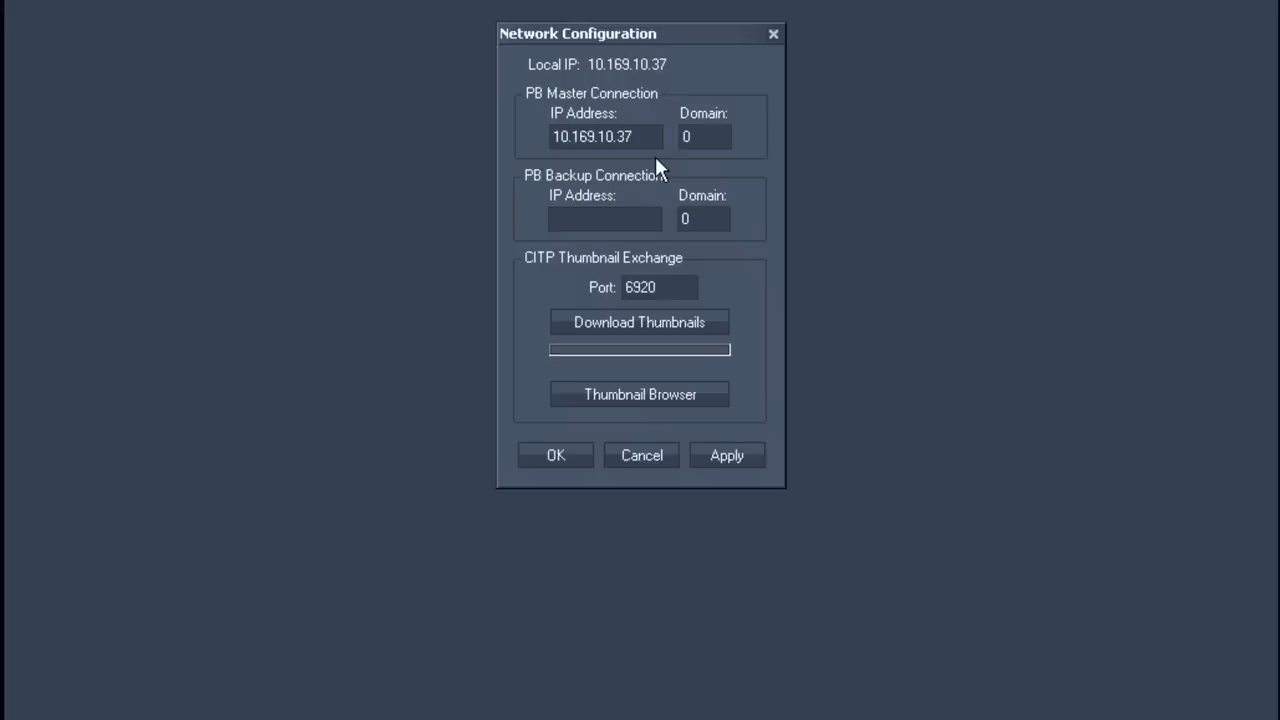 Network Configuration
Local IP: 10.169.10.37
PB Master Connection
IP Address: Domain:
10.169.10.37 0
PB Backup Connection
IP Address: Domain:
0
CITP Thumbnail Exchange
Port: 6920
Download Thumbnails
Thumbnail Browser
OK Cancel Apply